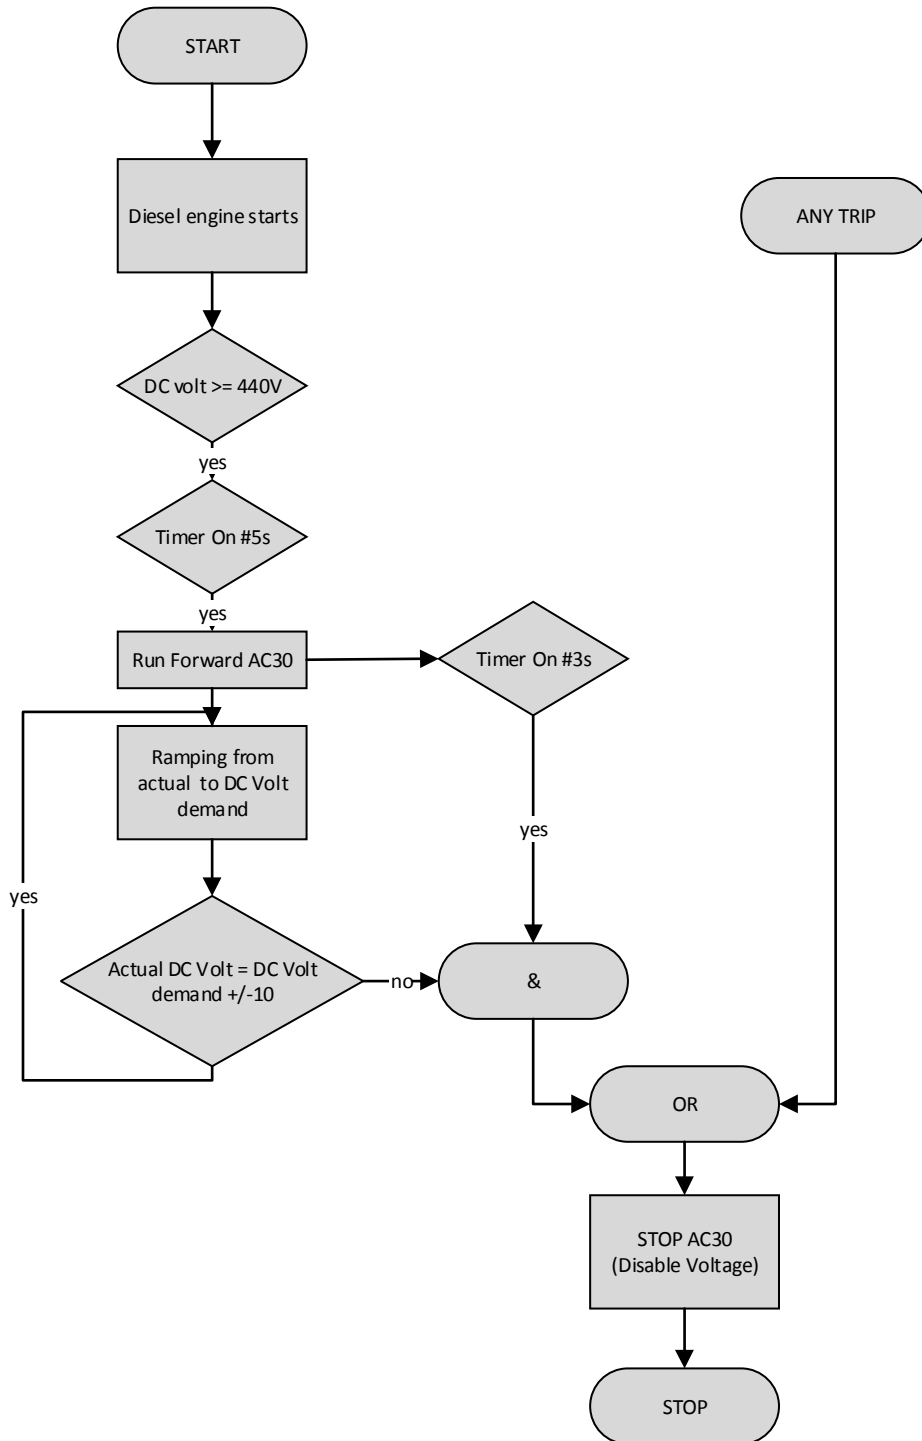 START
Diesel engine starts
ANY TRIP
DC volt >= 440V
yes
Timer On #5s
yes
Run Forward AC30
Timer On #3s
Ramping from
actual to DC Volt
demand
yes
yes
Actual DC Volt = DC Volt
demand +/-10
no
&
OR
STOP AC30
(Disable Voltage)
STOP